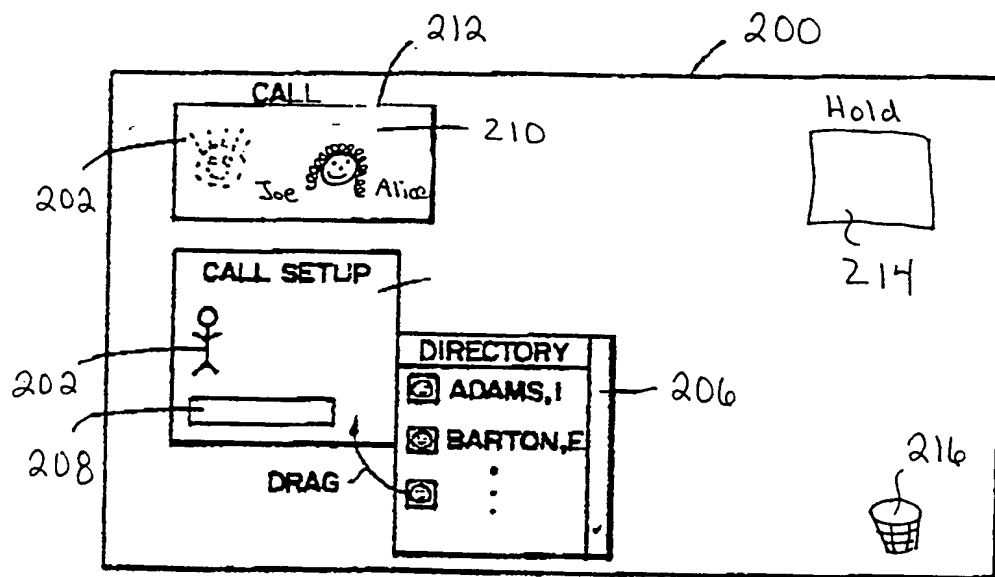 212
200
CALL
Hold
210
202
Joe
Alice
214
CALL SETUP
DIRECTORY
202
ADAMS, I
206
BARTON, E
208
DRAG
216